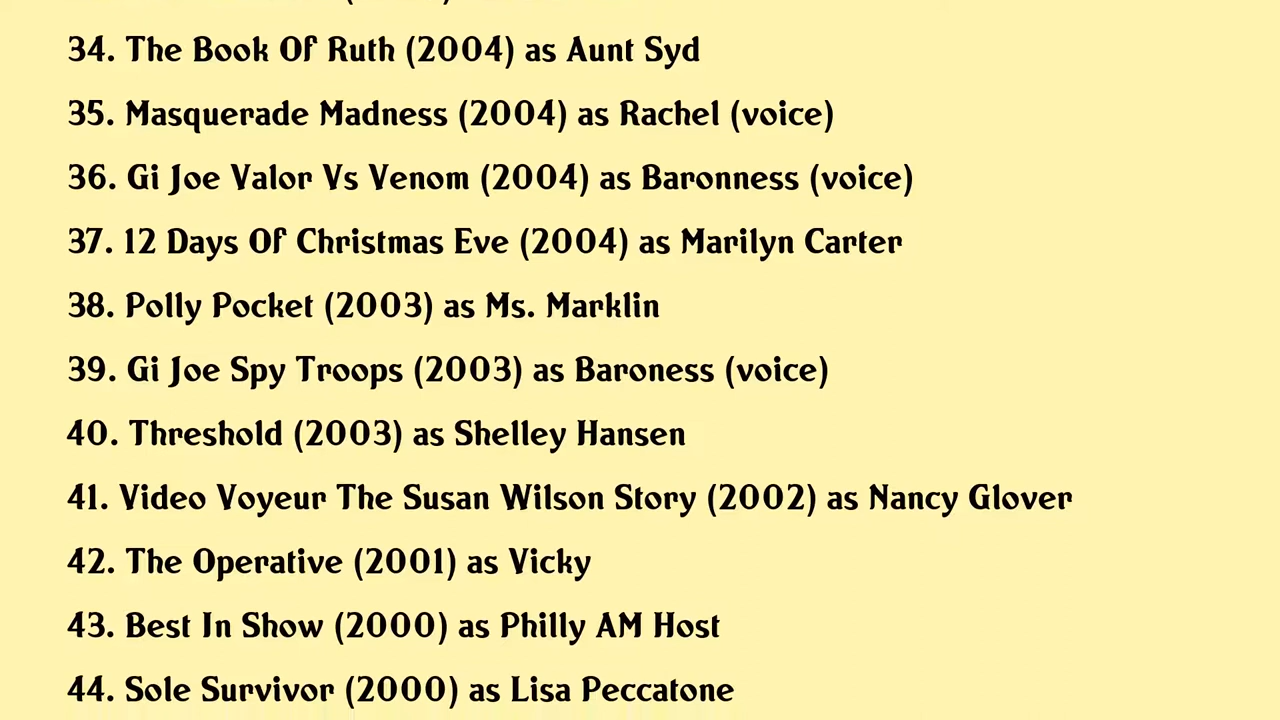 34. The Book Of Ruth (2004) as Aunt Syd
35. Masquerade Madness (2004) as Rachel (voice)
36. Gi Joe Valor Vs Venom (2004) as Baronness (voice)
37. 12 Days Of Christmas Eve (2004) as Marilyn Carter
38. Polly Pocket (2003) as Ms. Marklin
39. Gi Joe Spy Troops (2003) as Baroness (voice)
40. Threshold (2003) as Shelley Hansen
41. Video Voyeur The Susan Wilson Story (2002) as Nancy Glover
42. The Operative (2001) as Vicky
43. Best In Show (2000) as Philly AM Host
44. Sole Survivor (2000) as Lisa Peccatone